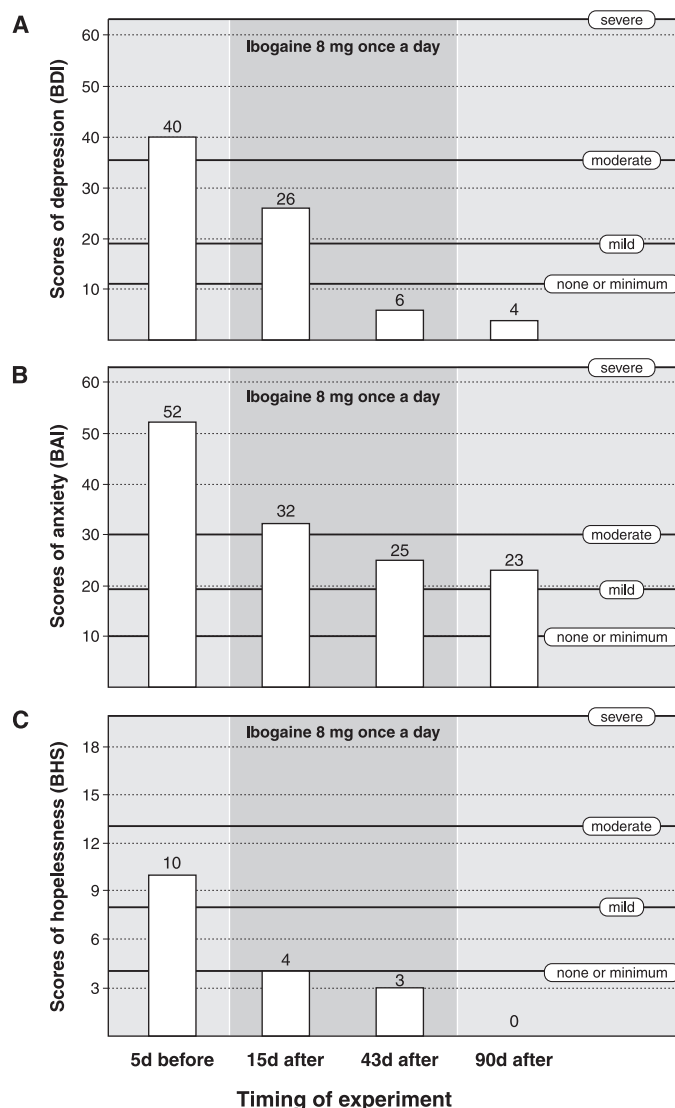 A
Scores of depression (BDI)
Ibogaine 8 mg once a day
severe
60
50
40
30
20
10
40
26
6
4
moderate
mild
none or minimum
B
Scores of anxiety (BAI)
Ibogaine 8 mg once a day
severe
60
50
40
30
20
10
52
32
25
23
moderate
mild
none or minimum
C
Scores of hopelessness (BHS)
Ibogaine 8 mg once a day
severe
18
15
12
9
6
3
10
4
3
0
moderate
mild
none or minimum
5d before 15d after 43d after 90d after
Timing of experiment